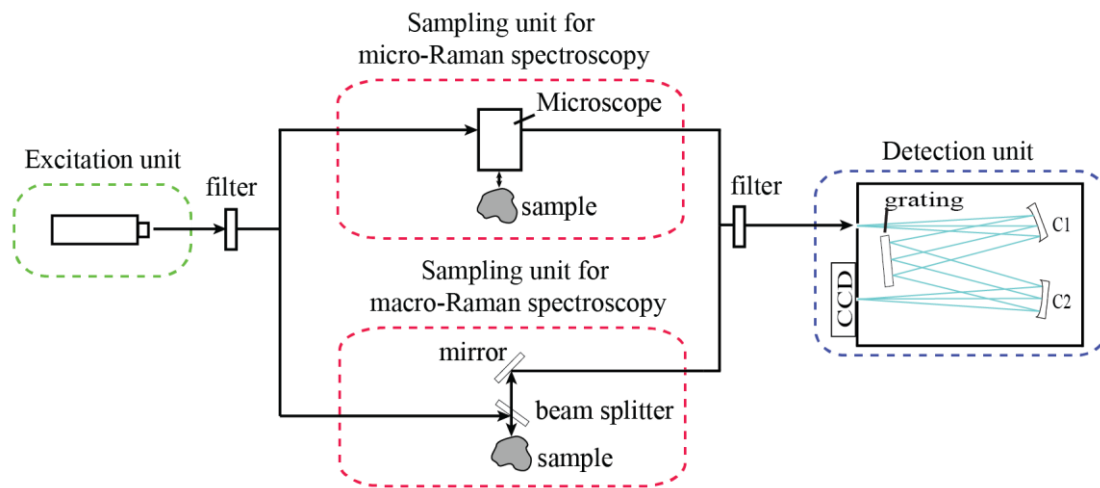 Sampling unit for
micro-Raman spectroscopy
Microscope
sample
Excitation unit
filter
filter
Detection unit
grating
C1
C2
CCD
Sampling unit for
macro-Raman spectroscopy
mirror
beam splitter
sample